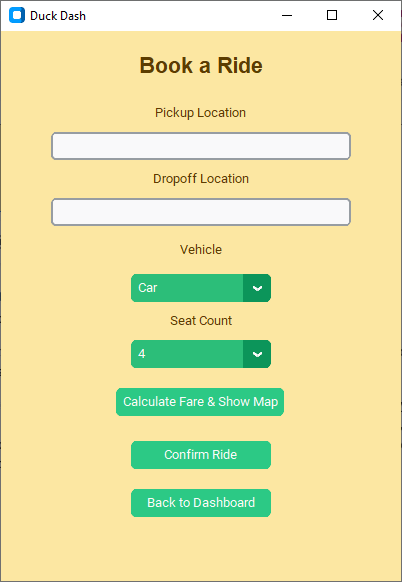 Duck Dash
Book a Ride
Pickup Location
Dropoff Location
Vehicle
Car
Seat Count
4
Calculate Fare & Show Map
Confirm Ride
Back to Dashboard